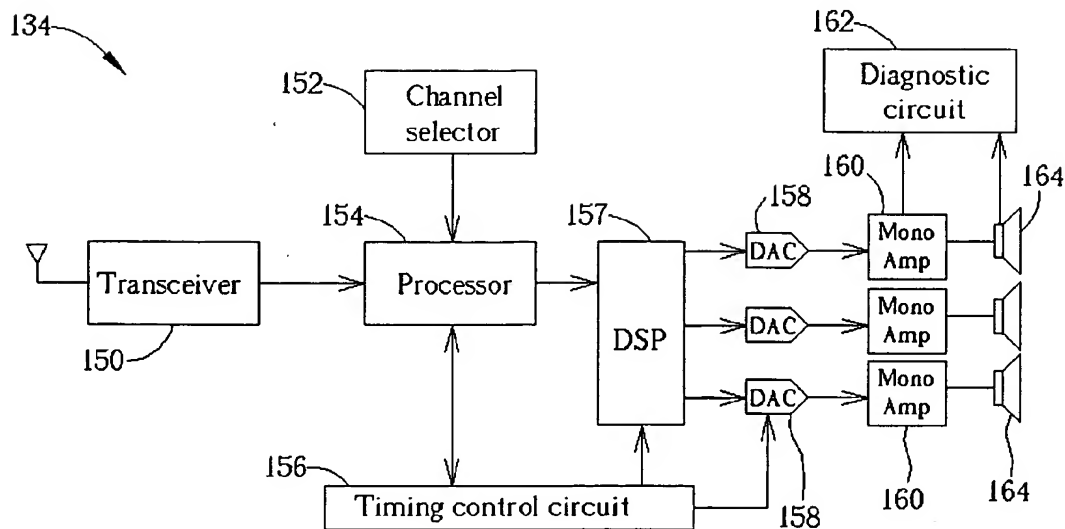 134
162
Diagnostic
circuit
152
Channel
selector
160
164
158
154
157
Mono
Amp
DAC
Transceiver
Processor
DSP
DAC
Mono
Amp
150
DAC
Mono
Amp
156
Timing control circuit
158
160
164